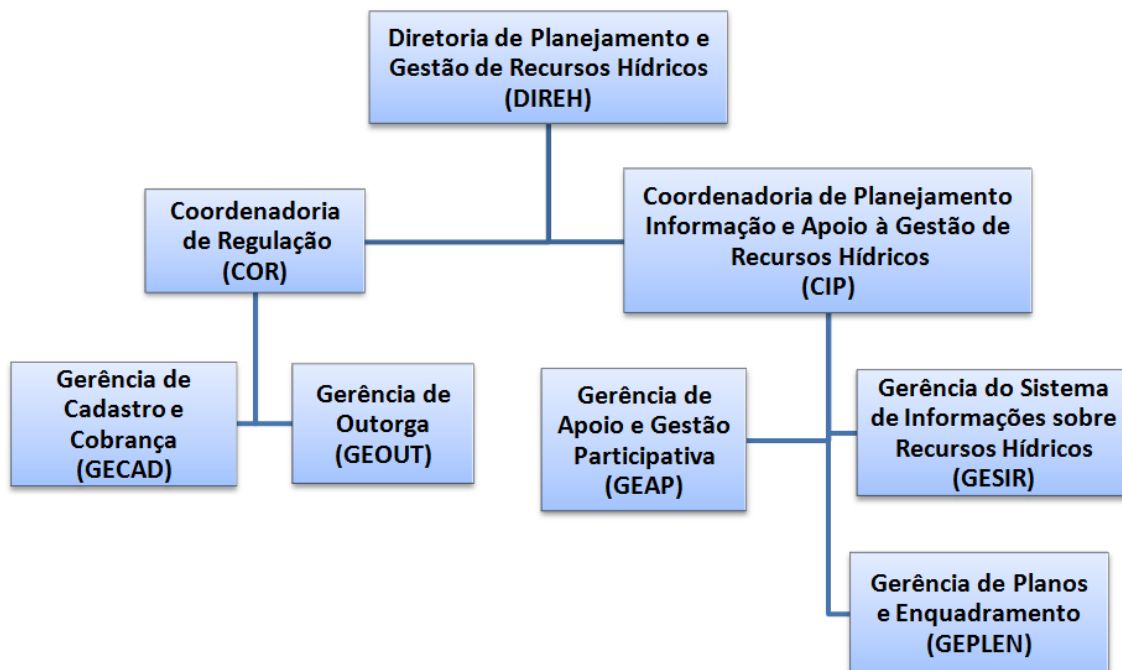 Diretoria de Planejamento e
Gestão de Recursos Hídricos
(DIREH)
Coordenadoria
de Regulação
(COR)
Coordenadoria de Planejamento
Informação e Apoio à Gestão de
Recursos Hídricos
(CIP)
Gerência de
Cadastro e
Cobrança
(GECAD)
Gerência de
Outorga
(GEOUT)
Gerência de
Apoio e Gestão
Participativa
(GEAP)
Gerência do Sistema
de Informações sobre
Recursos Hídricos
(GESIR)
Gerência de Planos
e Enquadramento
(GEPLEN)